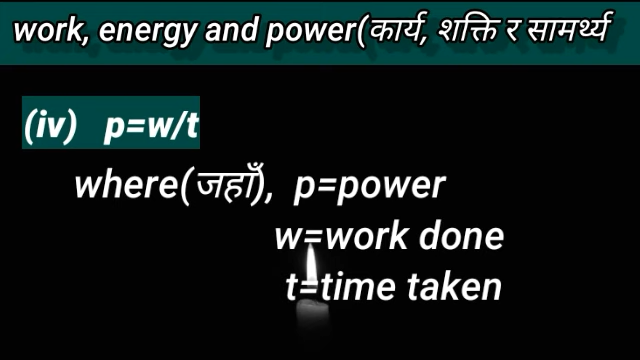 work, energy and power(कार्य, शक्ति र सामर्थ्य
(iv) p=w/t
where(जहाँ), p=power
w=work done
t=time taken